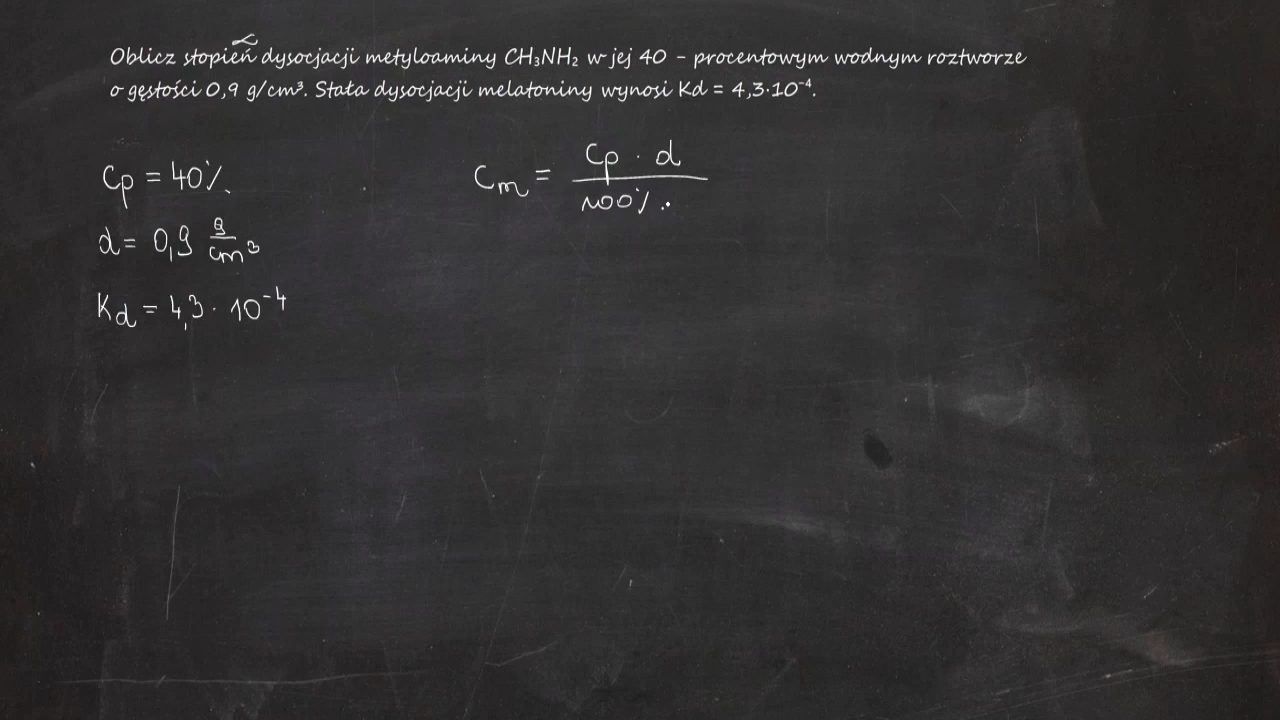 Oblicz stopień dysocjacji metyloaminy CH₃NH₂ w jej 40 - procentowym wodnym roztworze
α
o gęstości 0,9 g/cm³. Stała dysocjacji melatoniny wynosi Kd = 4,3·10⁻⁴.
Cp = 40%
d = 0,9 g/cm³
Kd = 4,3 · 10⁻⁴
Cm = Cp · d / 100% ·